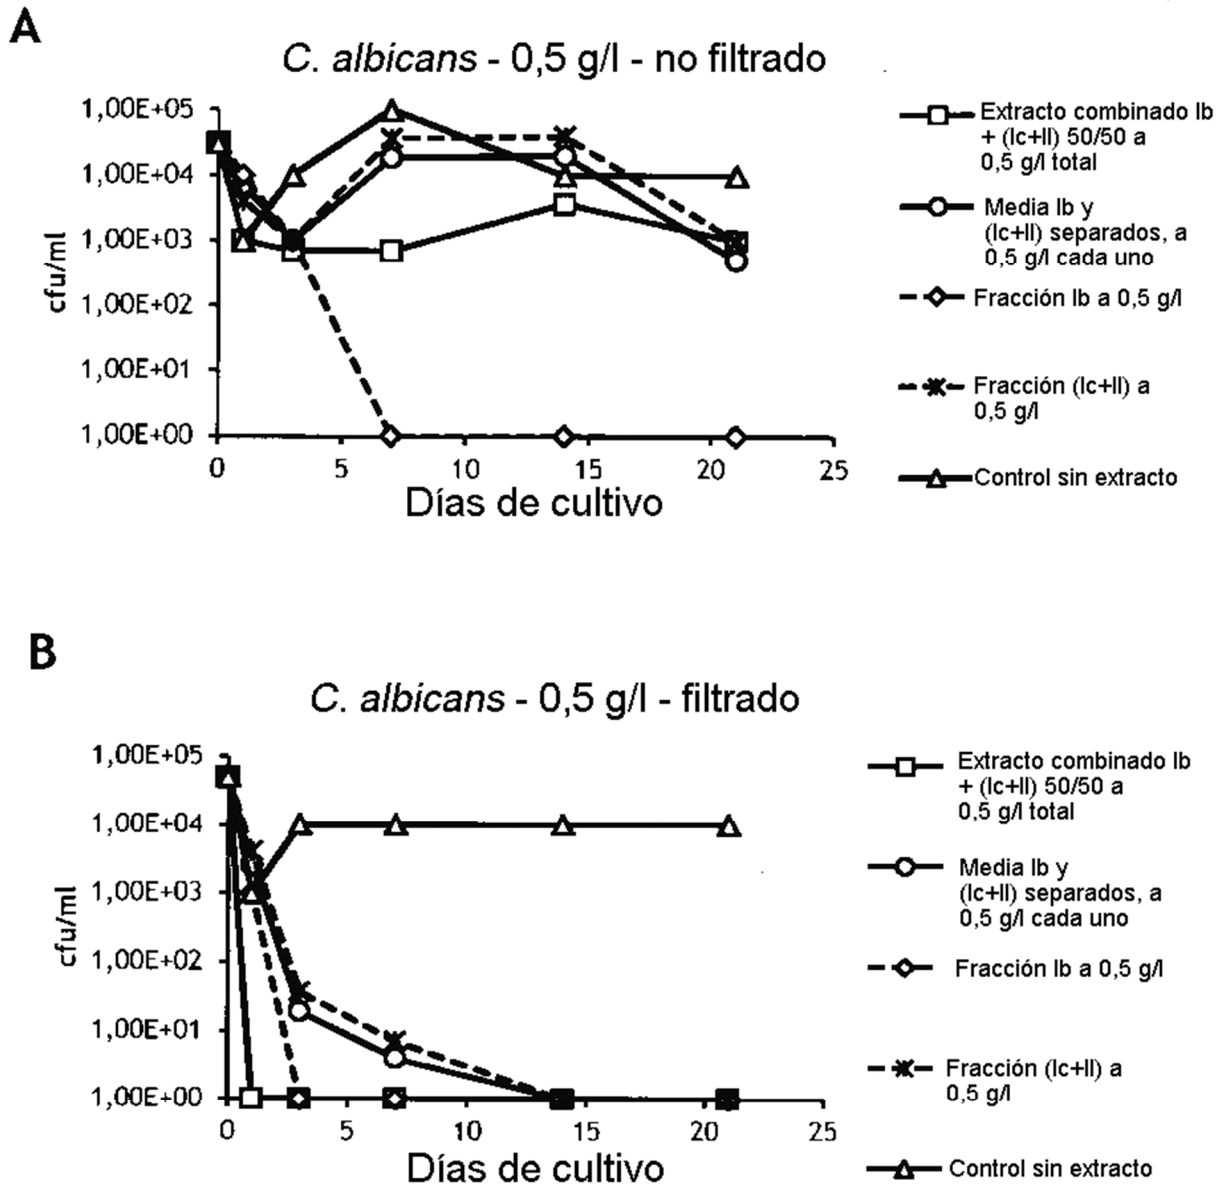 A
C. albicans - 0,5 g/l - no filtrado
1,00E+05
1,00E+04
1,00E+03
1,00E+02
1,00E+01
1,00E+00
cfu/ml
0 5 10 15 20 25
Días de cultivo
Extracto combinado Ib
+ (Ic+II) 50/50 a
0,5 g/l total
Media Ib y
(Ic+II) separados, a
0,5 g/l cada uno
Fracción Ib a 0,5 g/l
Fracción (Ic+II) a
0,5 g/l
Control sin extracto
B
C. albicans - 0,5 g/l - filtrado
1,00E+05
1,00E+04
1,00E+03
1,00E+02
1,00E+01
1,00E+00
cfu/ml
0 5 10 15 20 25
Días de cultivo
Extracto combinado Ib
+ (Ic+II) 50/50 a
0,5 g/l total
Media Ib y
(Ic+II) separados, a
0,5 g/l cada uno
Fracción Ib a 0,5 g/l
Fracción (Ic+II) a
0,5 g/l
Control sin extracto